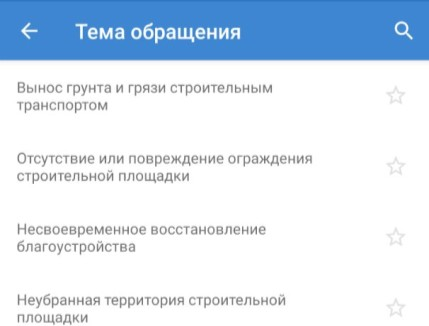 Тема обращения
Вынос грунта и грязи строительным
транспортом
Отсутствие или повреждение ограждения
строительной площадки
Несвоевременное восстановление
благоустройства
Неубранная территория строительной
площадки